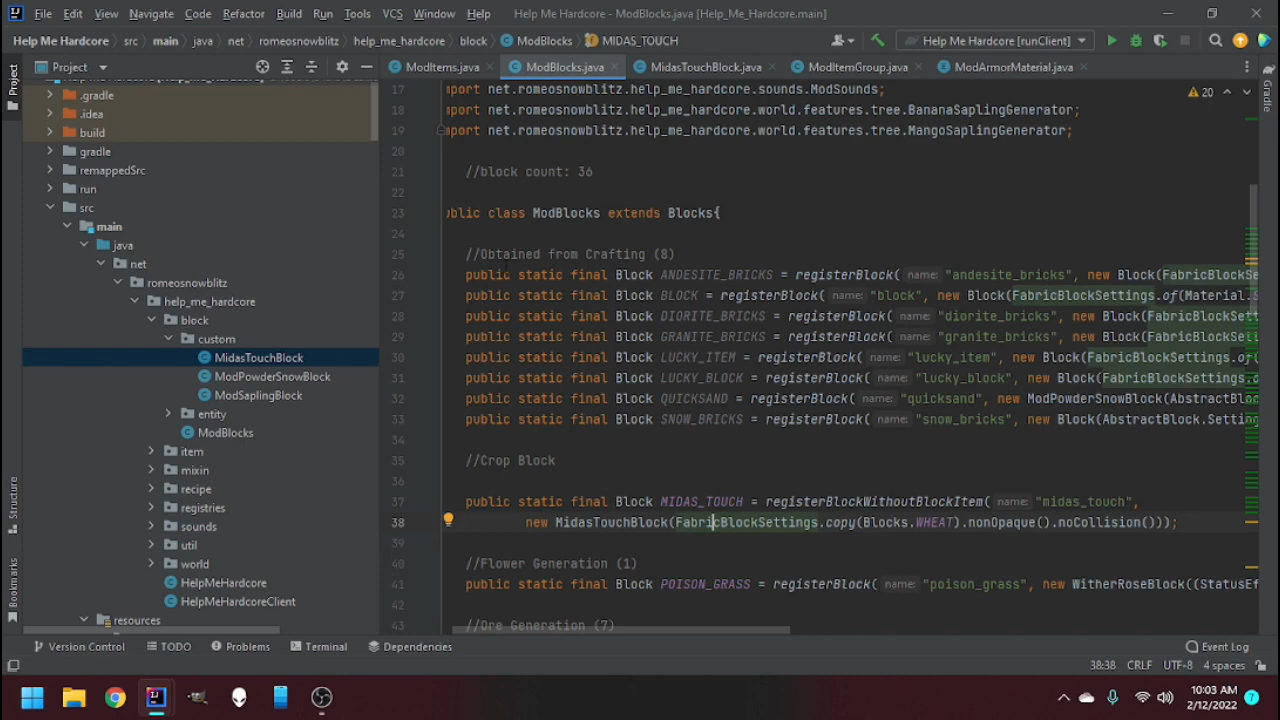 File Edit View Navigate Code Refactor Build Run Tools VCS Window Help Help Me Hardcore - ModBlocks.java [Help_Me_Hardcore.main]
Help Me Hardcore src main java net romeosnowblitz help_me_hardcore block ModBlocks MIDAS_TOUCH Help Me Hardcore [runClient]
Project
ModItems.java ModBlocks.java MidasTouchBlock.java ModItemGroup.java ModArmorMaterial.java
Project
Structure
Bookmarks
Gradle
.gradle
.idea
build
gradle
remappedSrc
run
src
main
java
net
romeosnowblitz
help_me_hardcore
block
custom
MidasTouchBlock
ModPowderSnowBlock
ModSaplingBlock
entity
ModBlocks
item
mixin
recipe
registries
sounds
util
world
HelpMeHardcore
HelpMeHardcoreClient
resources
20
17 mport net.romeosnowblitz.help_me_hardcore.sounds.ModSounds;
18 mport net.romeosnowblitz.help_me_hardcore.world.features.tree.BananaSaplingGenerator;
19 mport net.romeosnowblitz.help_me_hardcore.world.features.tree.MangoSaplingGenerator;
20
21 //block count: 36
22
23 ublic class ModBlocks extends Blocks{
24
25 //Obtained from Crafting (8)
26 public static final Block ANDESITE_BRICKS = registerBlock( name: "andesite_bricks", new Block(FabricBlockSe
27 public static final Block BLOCK = registerBlock( name: "block", new Block(FabricBlockSettings.of(Material.S
28 public static final Block DIORITE_BRICKS = registerBlock( name: "diorite_bricks", new Block(FabricBlockSett
29 public static final Block GRANITE_BRICKS = registerBlock( name: "granite_bricks", new Block(FabricBlockSett
30 public static final Block LUCKY_ITEM = registerBlock( name: "lucky_item", new Block(FabricBlockSettings.of(
31 public static final Block LUCKY_BLOCK = registerBlock( name: "lucky_block", new Block(FabricBlockSettings.o
32 public static final Block QUICKSAND = registerBlock( name: "quicksand", new ModPowderSnowBlock(AbstractBloc
33 public static final Block SNOW_BRICKS = registerBlock( name: "snow_bricks", new Block(AbstractBlock.Setting
34
35 //Crop Block
36
37 public static final Block MIDAS_TOUCH = registerBlockWithoutBlockItem( name: "midas_touch",
38 new MidasTouchBlock(FabricBlockSettings.copy(Blocks.WHEAT).nonOpaque().noCollision()));
39
40 //Flower Generation (1)
41 public static final Block POISON_GRASS = registerBlock( name: "poison_grass", new WitherRoseBlock((StatusEf
42
43 //Ore Generation (7)
Version Control TODO Problems Terminal Dependencies Event Log
38:38 CRLF UTF-8 4 spaces
10:03 AM
2/12/2022
7